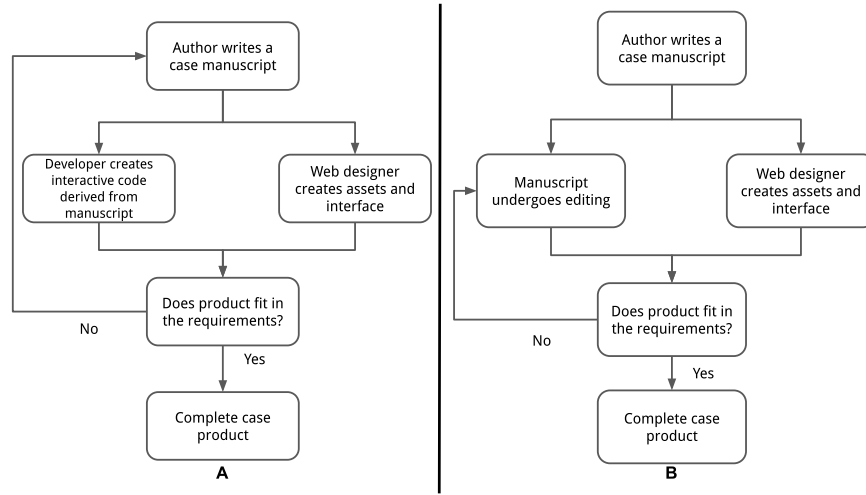 Author writes a
case manuscript
Developer creates
interactive code
derived from
manuscript
Web designer
creates assets and
interface
Does product fit in
the requirements?
No
Yes
Complete case
product
A
Author writes a
case manuscript
Manuscript
undergoes editing
Web designer
creates assets and
interface
Does product fit in
the requirements?
No
Yes
Complete case
product
B